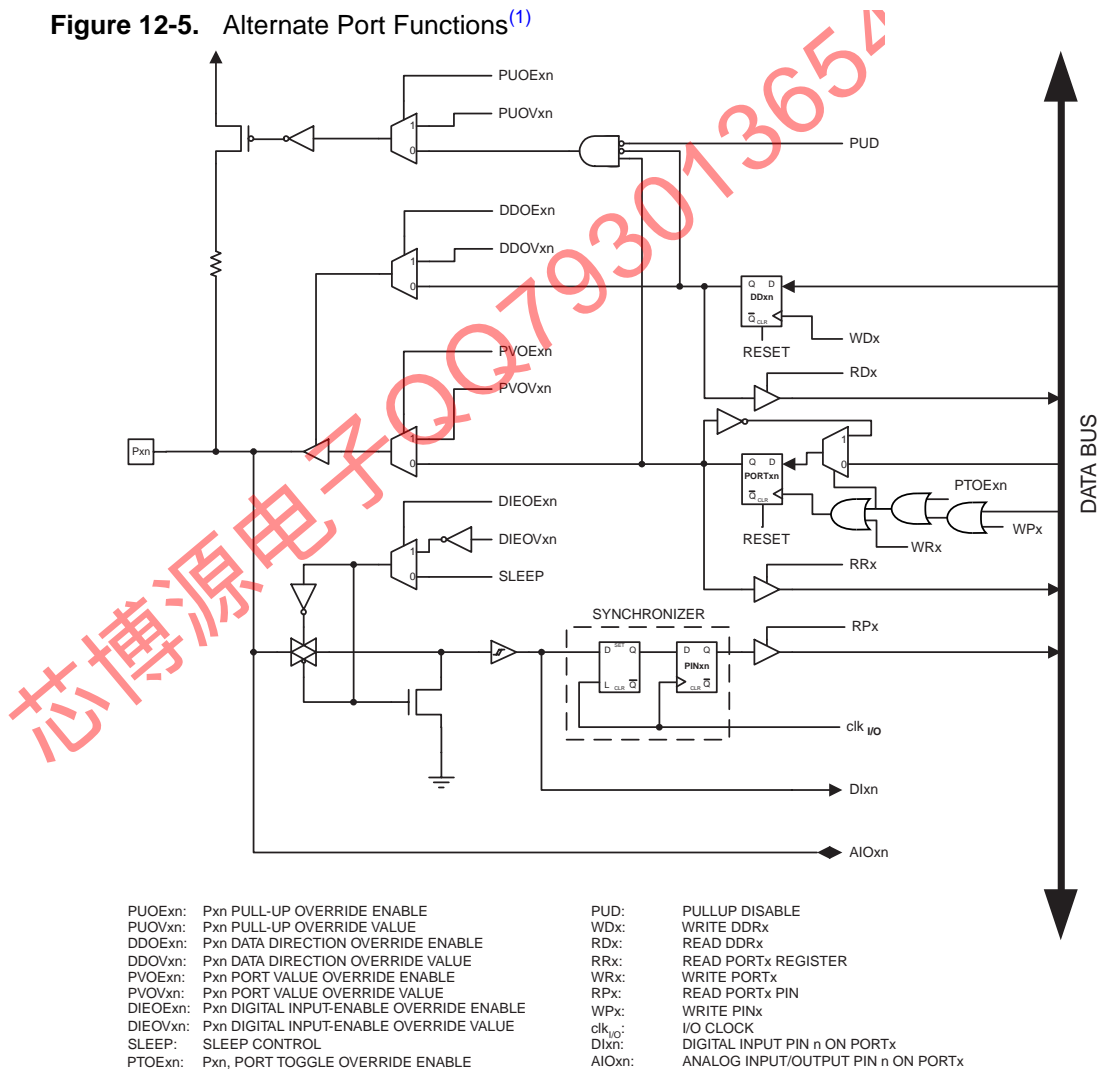 Figure 12-5. Alternate Port Functions(1)
PUOExn
PUOVxn
1
0
PUD
DDOExn
DDOVxn
1
0
Q D
DDxn
Q CLR
WDx
RESET
RDx
PVOExn
PVOVxn
1
0
Pxn
1
0
Q D
PORTxn
Q CLR
PTOExn
WPx
RESET
WRx
RRx
DATA BUS
DIEOExn
DIEOVxn
1
0
SLEEP
SYNCHRONIZER
D SET Q
L CLR Q
D Q
PINxn
CLR Q
RPx
clk I/O
DIxn
AIOxn
PUOExn: Pxn PULL-UP OVERRIDE ENABLE
PUOVxn: Pxn PULL-UP OVERRIDE VALUE
DDOExn: Pxn DATA DIRECTION OVERRIDE ENABLE
DDOVxn: Pxn DATA DIRECTION OVERRIDE VALUE
PVOExn: Pxn PORT VALUE OVERRIDE ENABLE
PVOVxn: Pxn PORT VALUE OVERRIDE VALUE
DIEOExn: Pxn DIGITAL INPUT-ENABLE OVERRIDE ENABLE
DIEOVxn: Pxn DIGITAL INPUT-ENABLE OVERRIDE VALUE
SLEEP: SLEEP CONTROL
PTOExn: Pxn, PORT TOGGLE OVERRIDE ENABLE
PUD: PULLUP DISABLE
WDx: WRITE DDRx
RDx: READ DDRx
RRx: READ PORTx REGISTER
WRx: WRITE PORTx
RPx: READ PORTx PIN
WPx: WRITE PINx
clkI/O: I/O CLOCK
DIxn: DIGITAL INPUT PIN n ON PORTx
AIOxn: ANALOG INPUT/OUTPUT PIN n ON PORTx
芯博源电子QQ793013654